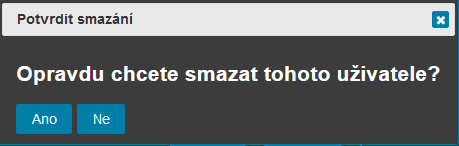 Potvrdit smazání
Opravdu chcete smazat tohoto uživatele?
Ano Ne